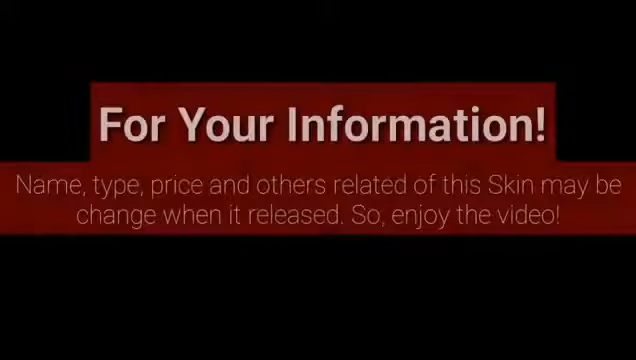 For Your Information!
Name, type, price and others related of this Skin may be
change when it released. So, enjoy the video!